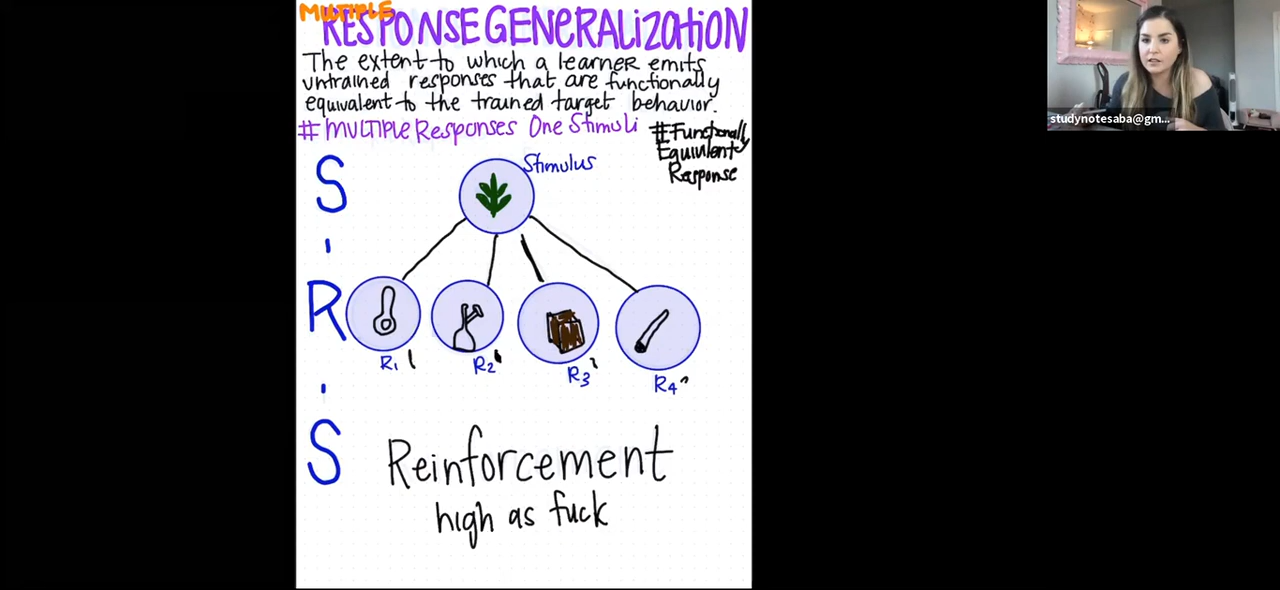 MULTIPLE
RESPONSE GENERALIZATION
The extent to which a learner emits
untrained responses that are functionally
equivalent to the trained target behavior.
#MULTIPLE Responses One Stimuli
#Functionally
Equivalent
Response
studynotesaba@gm...
S
Stimulus
R
R1
R2
R3
R4
S
Reinforcement
high as fuck